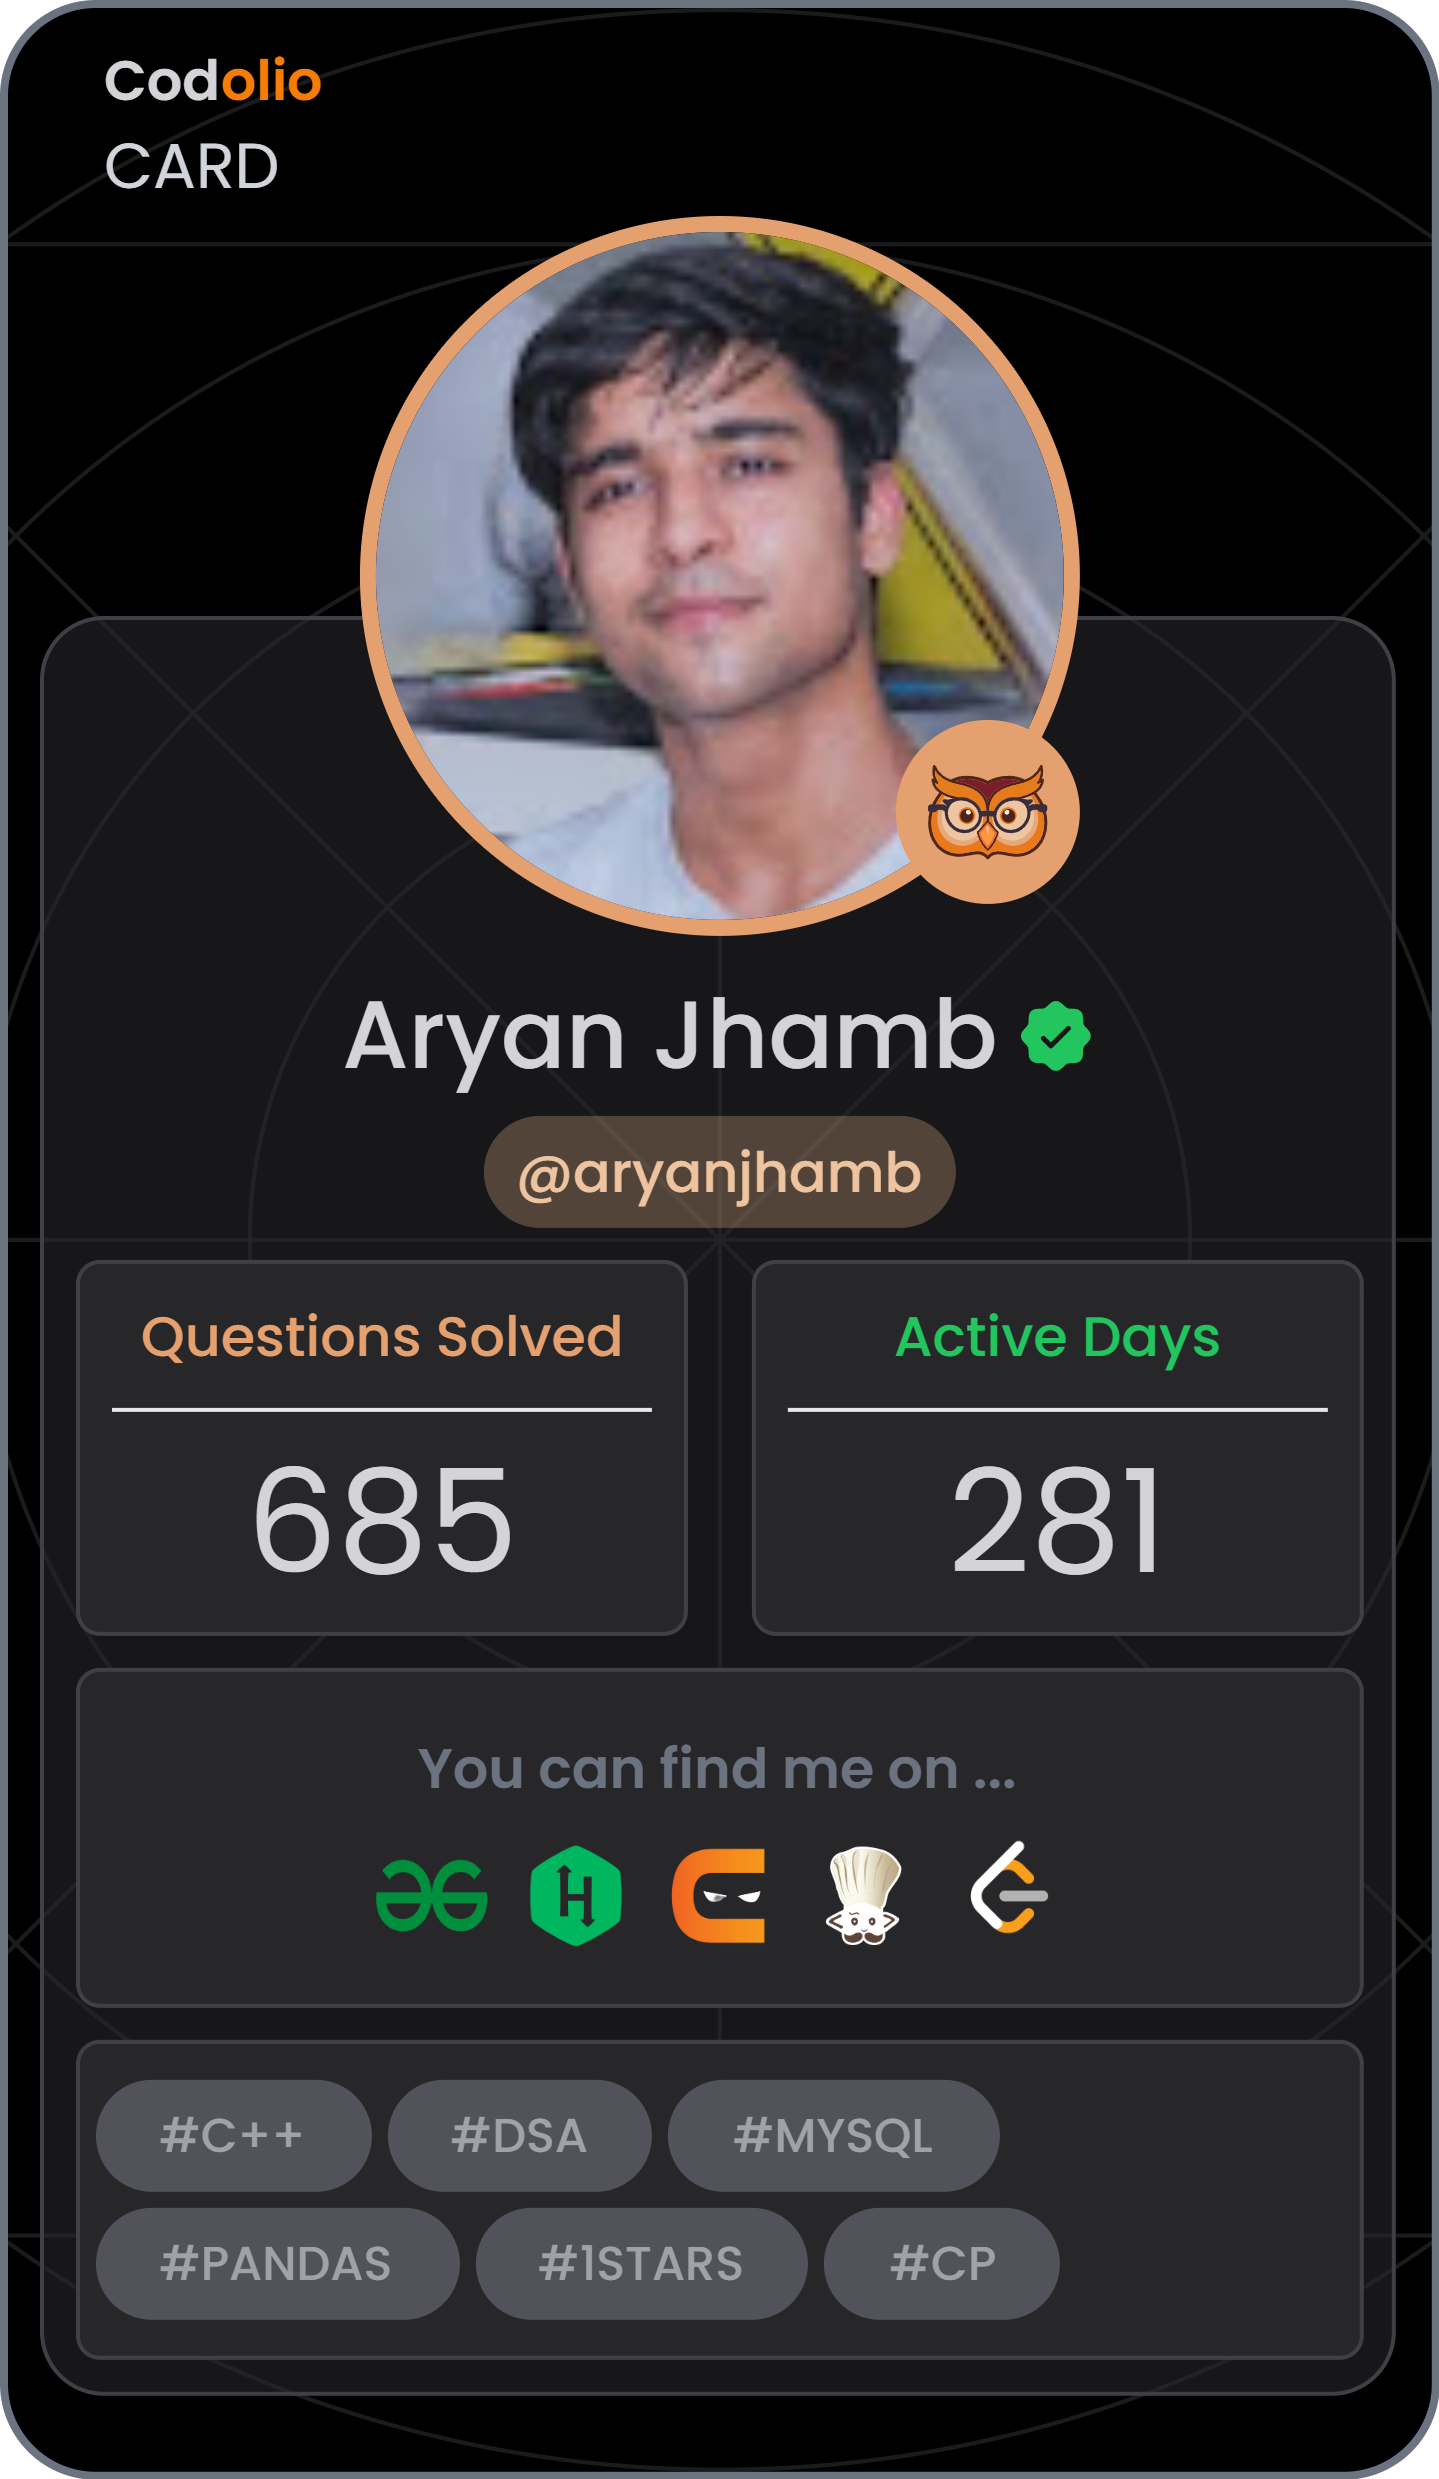 Codolio
CARD
Aryan Jhamb
@aryanjhamb
Questions Solved
Active Days
685
281
You can find me on ...
#C++ #DSA #MYSQL
#PANDAS #1STARS #CP